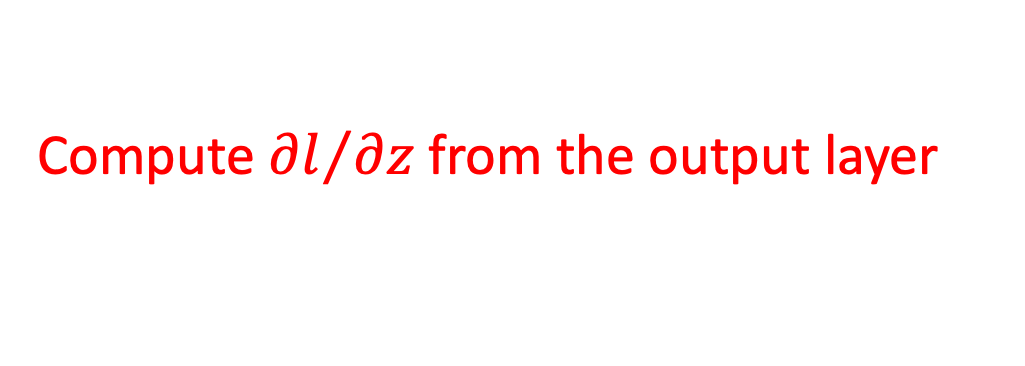 Compute ∂l/∂z from the output layer